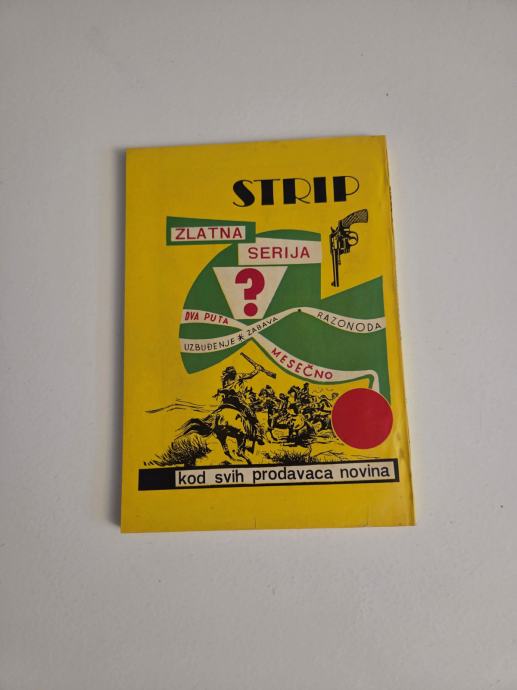 STRIP
ZLATNA
SERIJA
?
DVA PUTA
MESEČNO
UZBUĐENJE * ZABAVA
RAZONODA
kod svih prodavaca novina